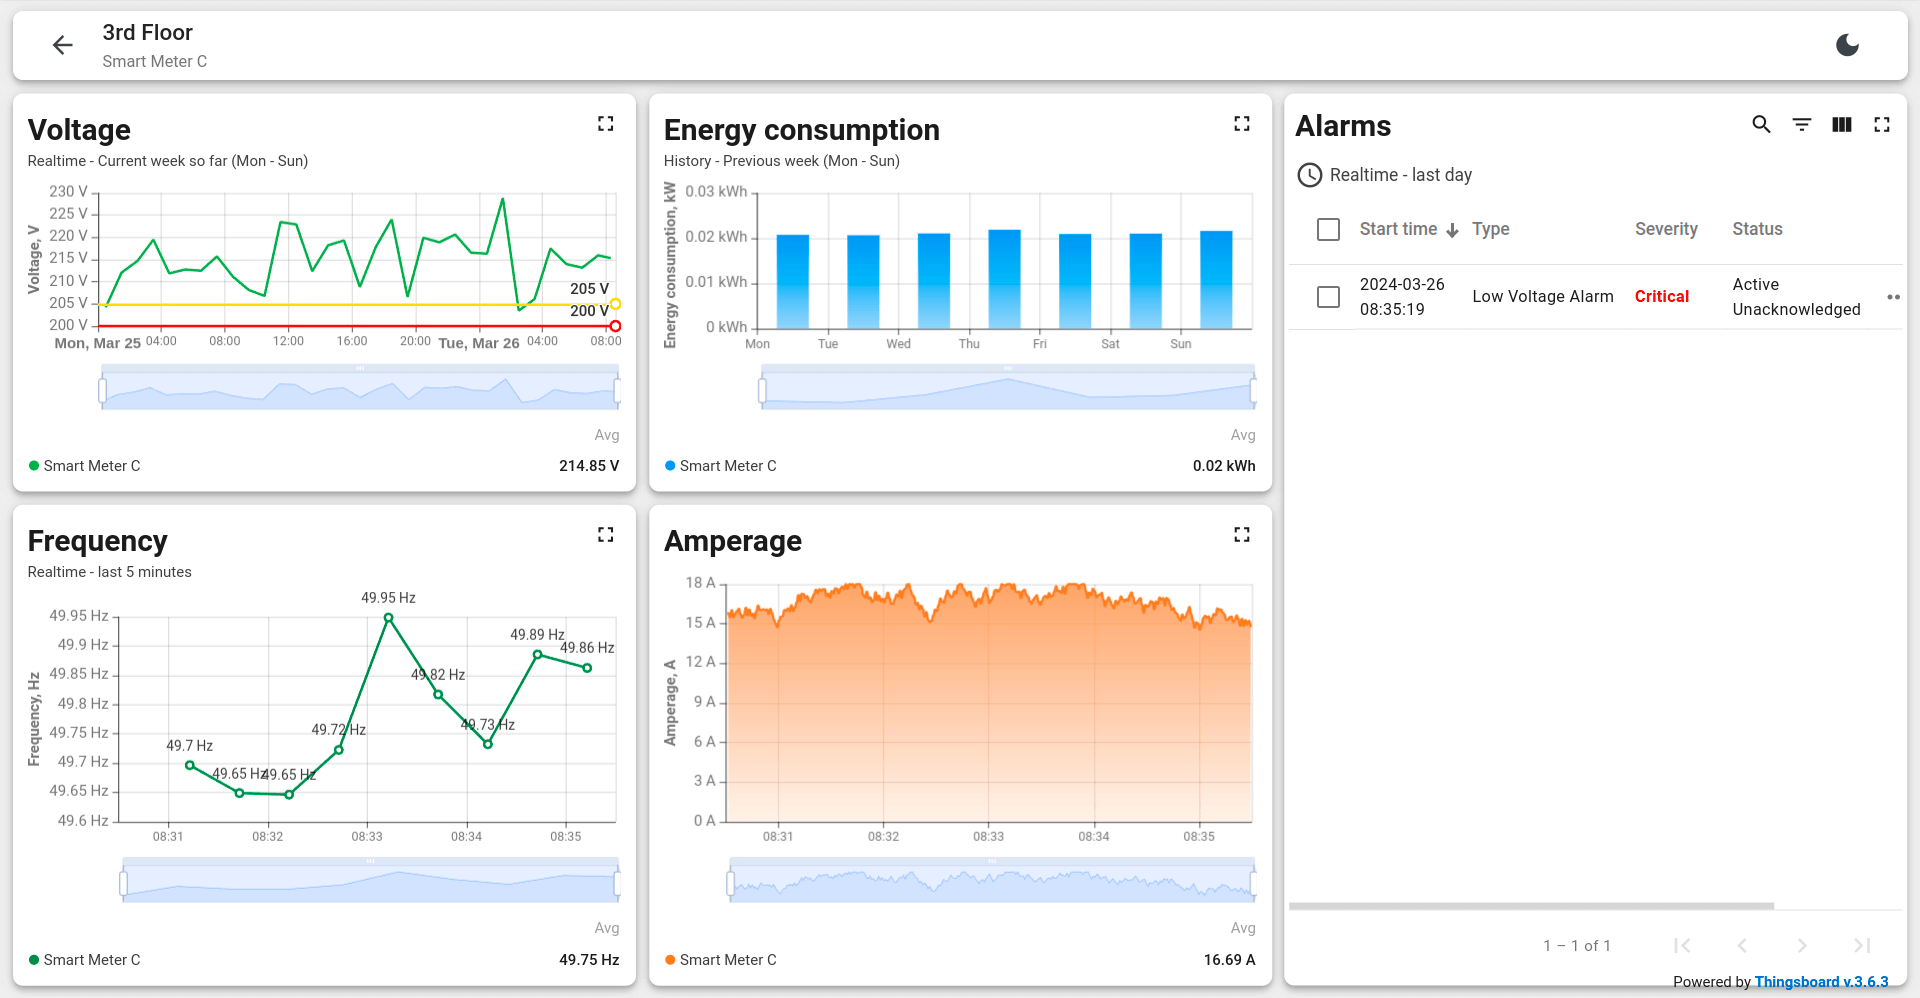 3rd Floor
Smart Meter C
Voltage
Realtime - Current week so far (Mon - Sun)
Voltage, V
230 V
225 V
220 V
215 V
210 V
205 V
200 V
205 V
200 V
Mon, Mar 25 04:00 08:00 12:00 16:00 20:00 Tue, Mar 26 04:00 08:00
Avg
Smart Meter C 214.85 V
Energy consumption
History - Previous week (Mon - Sun)
Energy consumption, kW
0.03 kWh
0.02 kWh
0.01 kWh
0 kWh
Mon Tue Wed Thu Fri Sat Sun
Avg
Smart Meter C 0.02 kWh
Alarms
Realtime - last day
Start time Type Severity Status
2024-03-26 08:35:19 Low Voltage Alarm Critical Active Unacknowledged
1 – 1 of 1
Frequency
Realtime - last 5 minutes
Frequency, Hz
49.95 Hz
49.9 Hz
49.85 Hz
49.8 Hz
49.75 Hz
49.7 Hz
49.65 Hz
49.6 Hz
49.7 Hz
49.65 Hz
49.65 Hz
49.72 Hz
49.95 Hz
49.82 Hz
49.73 Hz
49.89 Hz
49.86 Hz
08:31 08:32 08:33 08:34 08:35
Avg
Smart Meter C 49.75 Hz
Amperage
Amperage, A
18 A
15 A
12 A
9 A
6 A
3 A
0 A
08:31 08:32 08:33 08:34 08:35
Avg
Smart Meter C 16.69 A
Powered by Thingsboard v.3.6.3